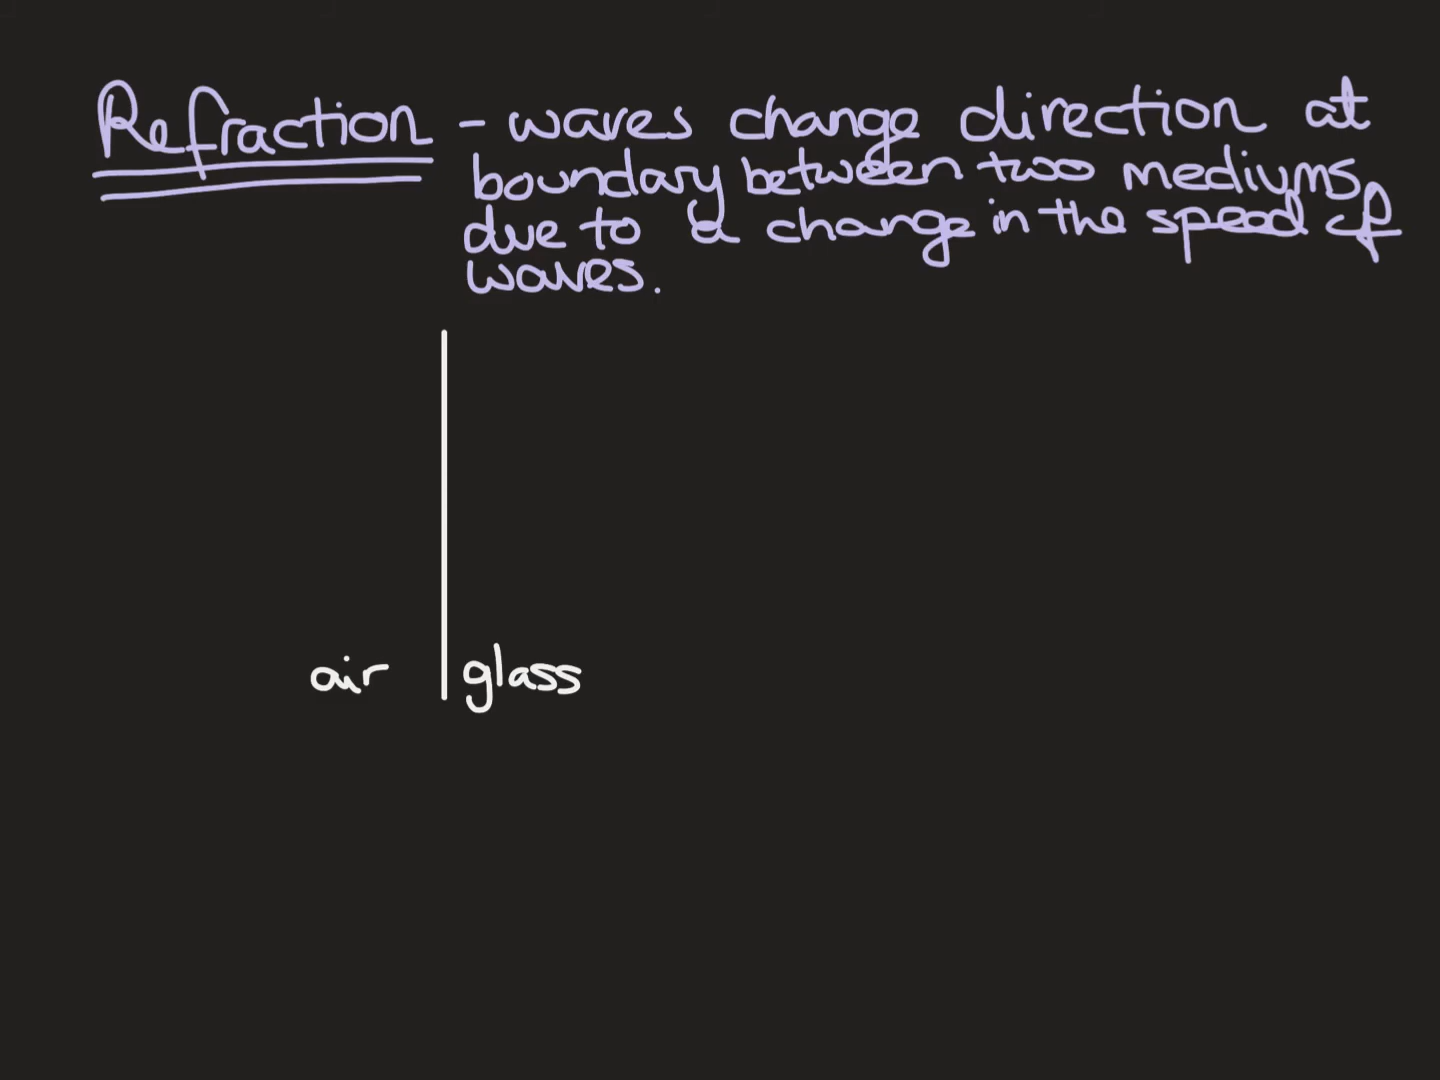 Refraction - waves change direction at
boundary between two mediums,
due to a change in the speed of
waves.
air glass